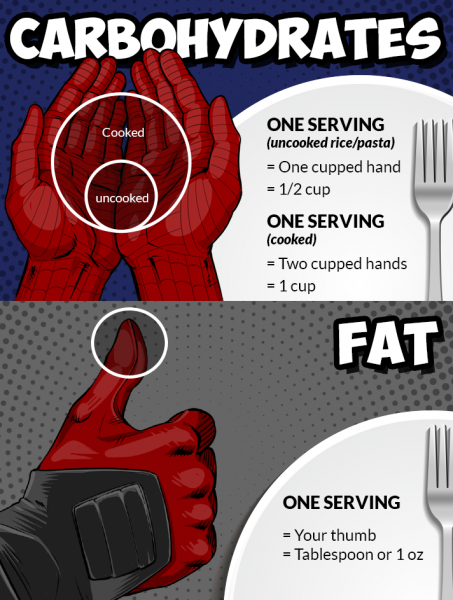 CARBOHYDRATES
Cooked
uncooked
ONE SERVING
(uncooked rice/pasta)
= One cupped hand
= 1/2 cup
ONE SERVING
(cooked)
= Two cupped hands
= 1 cup
FAT
ONE SERVING
= Your thumb
= Tablespoon or 1 oz